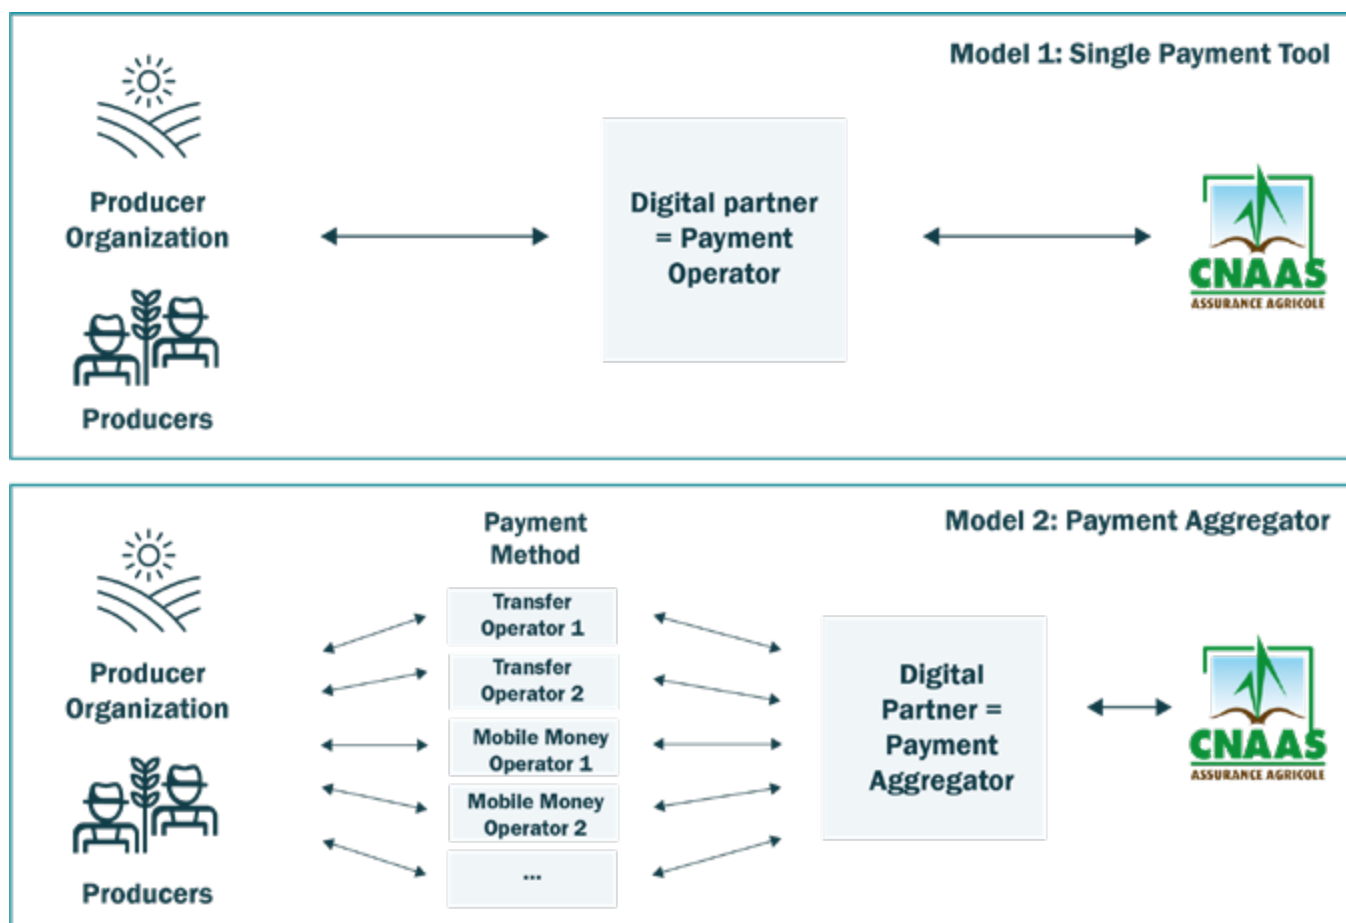 Model 1: Single Payment Tool
Producer
Organization
Producers
Digital partner
= Payment
Operator
CNAAS
ASSURANCE AGRICOLE
Model 2: Payment Aggregator
Payment
Method
Producer
Organization
Producers
Transfer
Operator 1
Transfer
Operator 2
Mobile Money
Operator 1
Mobile Money
Operator 2
...
Digital
Partner =
Payment
Aggregator
CNAAS
ASSURANCE AGRICOLE